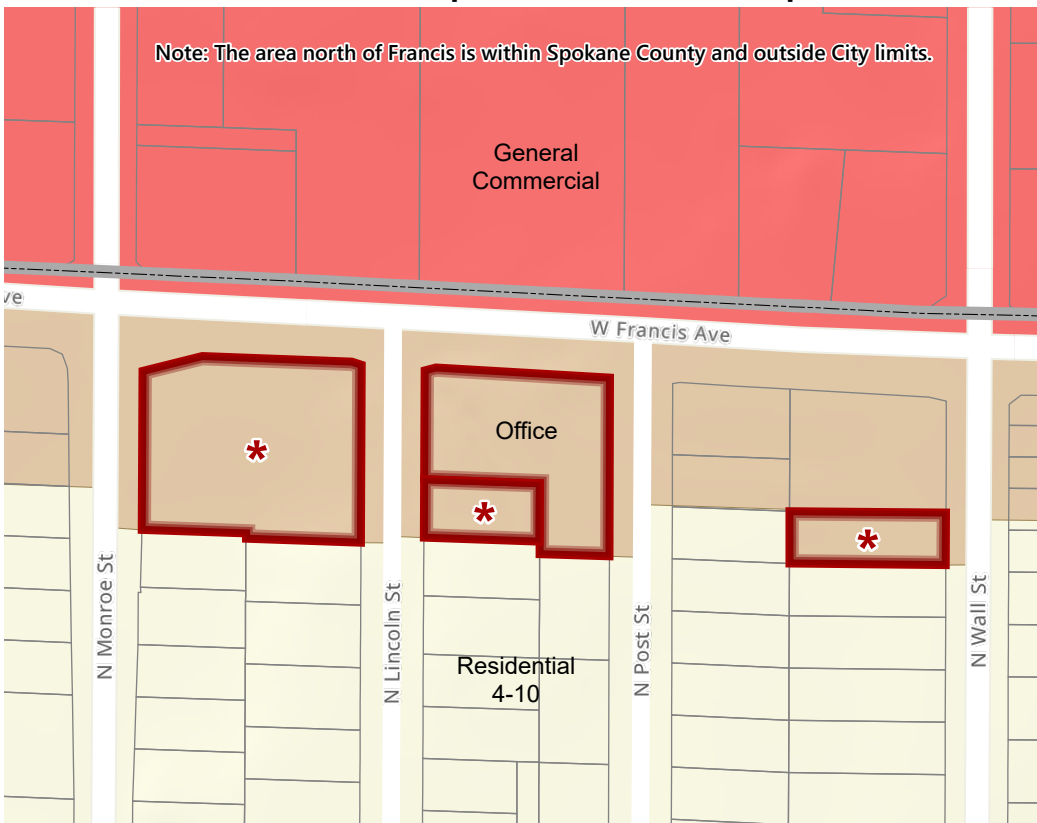 Note: The area north of Francis is within Spokane County and outside City limits.
General
Commercial
ve
W Francis Ave
Office
*
*
*
N Monroe St
N Lincoln St
N Post St
N Wall St
Residential
4-10